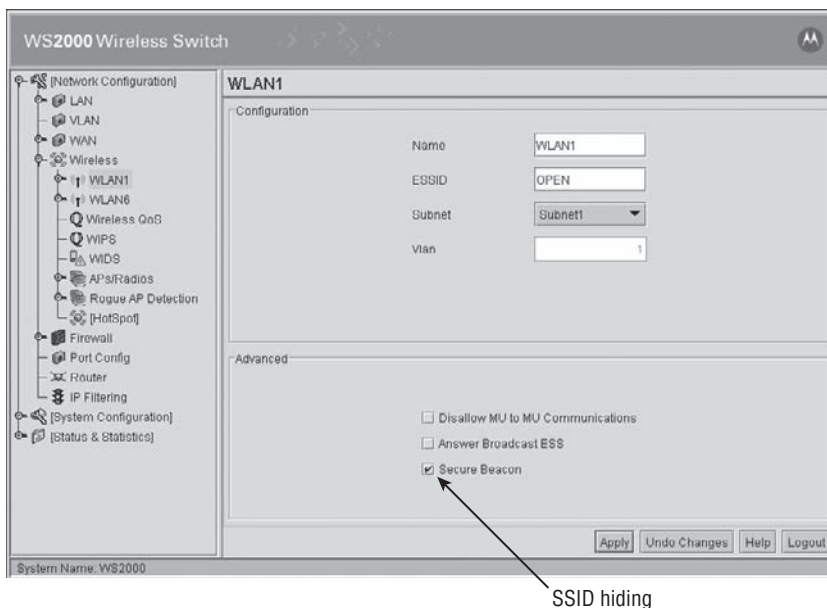 WS2000 Wireless Switch
[Network Configuration]
LAN
VLAN
WAN
Wireless
WLAN1
WLAN6
Wireless QoS
WIPS
WIDS
APs/Radios
Rogue AP Detection
[HotSpot]
Firewall
Port Config
Router
IP Filtering
[System Configuration]
[Status & Statistics]
WLAN1
Configuration
Name WLAN1
ESSID OPEN
Subnet Subnet1
Vlan 1
Advanced
Disallow MU to MU Communications
Answer Broadcast ESS
Secure Beacon
Apply Undo Changes Help Logout
System Name: WS2000
SSID hiding